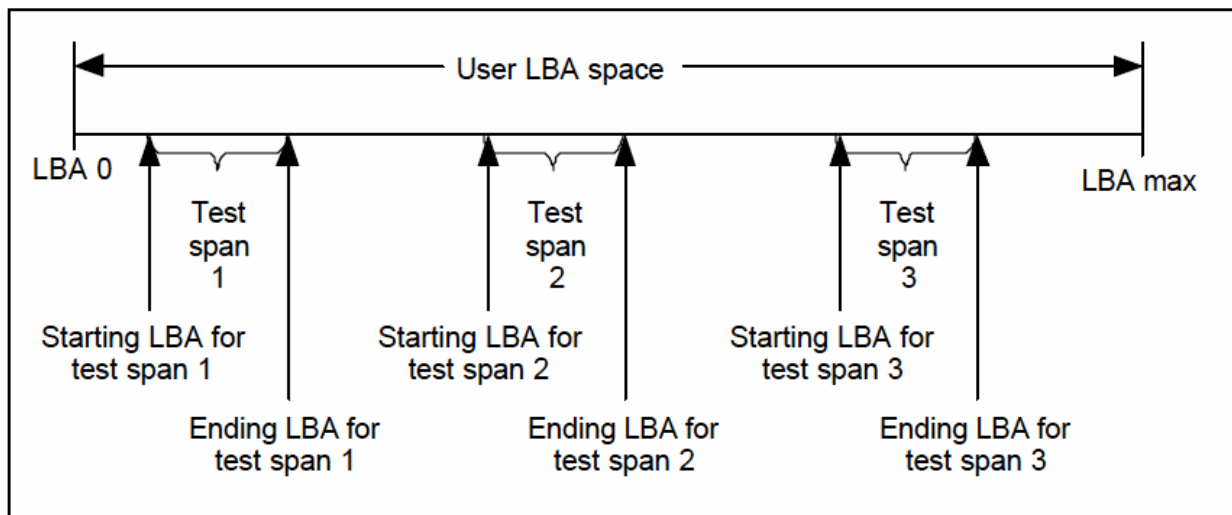 User LBA space
LBA 0
LBA max
Test
span
1
Test
span
2
Test
span
3
Starting LBA for
test span 1
Starting LBA for
test span 2
Starting LBA for
test span 3
Ending LBA for
test span 1
Ending LBA for
test span 2
Ending LBA for
test span 3